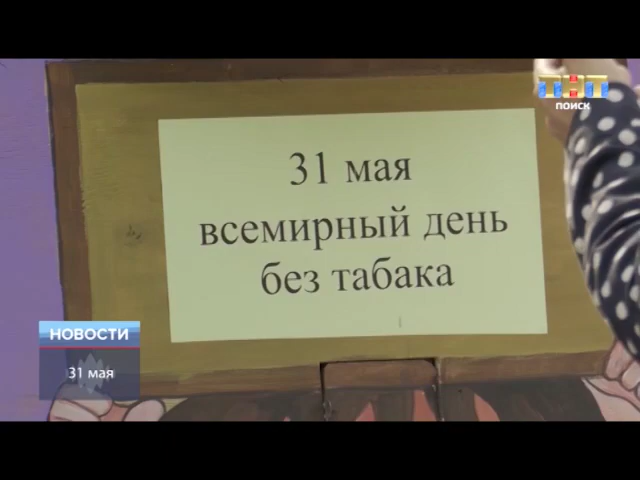 ТНТ
ПОИСК
31 мая
всемирный день
без табака
НОВОСТИ
31 мая